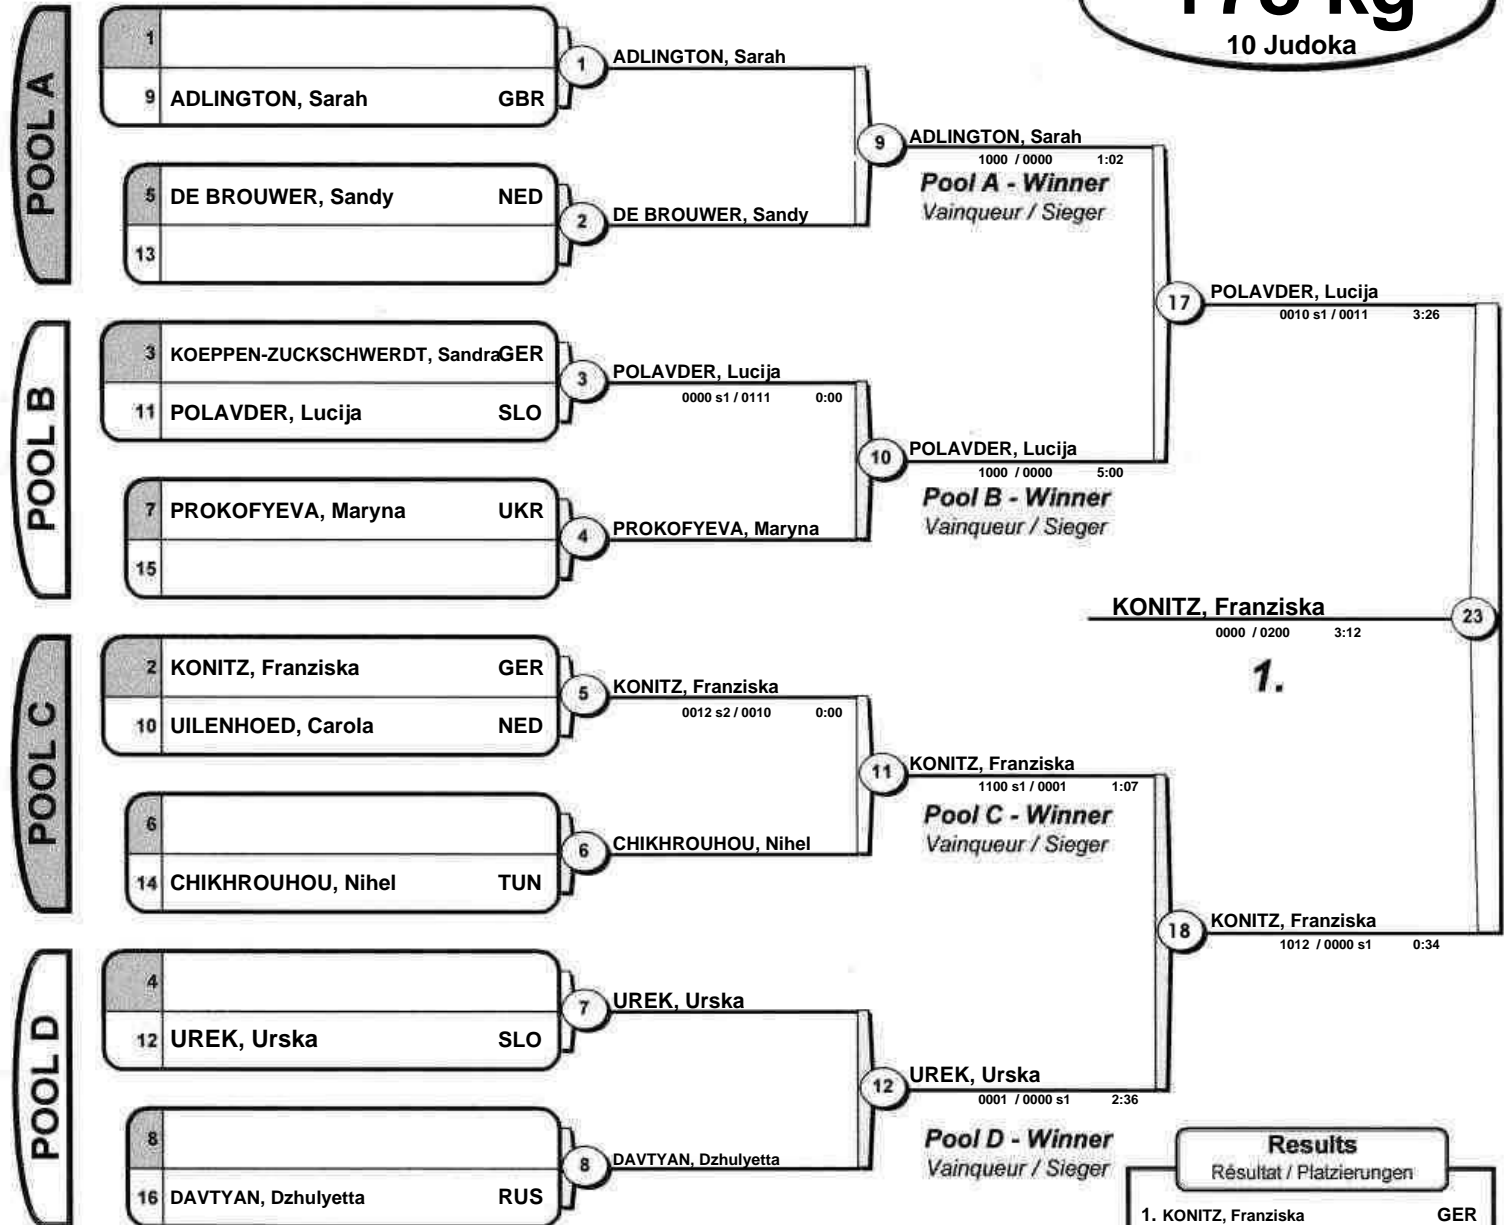 +78 kg
10 Judoka
POOL A
1
9 ADLINGTON, Sarah GBR
1 ADLINGTON, Sarah
5 DE BROUWER, Sandy NED
13
2 DE BROUWER, Sandy
9 ADLINGTON, Sarah
1000 / 0000 1:02
Pool A - Winner
Vainqueur / Sieger
POOL B
3 KOEPPEN-ZUCKSCHWERDT, Sandra GER
11 POLAVDER, Lucija SLO
3 POLAVDER, Lucija
0000 s1 / 0111 0:00
7 PROKOFYEVA, Maryna UKR
15
4 PROKOFYEVA, Maryna
10 POLAVDER, Lucija
1000 / 0000 5:00
Pool B - Winner
Vainqueur / Sieger
17 POLAVDER, Lucija
0010 s1 / 0011 3:26
KONITZ, Franziska 23
0000 / 0200 3:12
1.
POOL C
2 KONITZ, Franziska GER
10 UILENHOED, Carola NED
5 KONITZ, Franziska
0012 s2 / 0010 0:00
6
14 CHIKHROUHOU, Nihel TUN
6 CHIKHROUHOU, Nihel
11 KONITZ, Franziska
1100 s1 / 0001 1:07
Pool C - Winner
Vainqueur / Sieger
18 KONITZ, Franziska
1012 / 0000 s1 0:34
POOL D
4
12 UREK, Urska SLO
7 UREK, Urska
8
16 DAVTYAN, Dzhulyetta RUS
8 DAVTYAN, Dzhulyetta
12 UREK, Urska
0001 / 0000 s1 2:36
Pool D - Winner
Vainqueur / Sieger
Results
Résultat / Platzierungen
1. KONITZ, Franziska GER